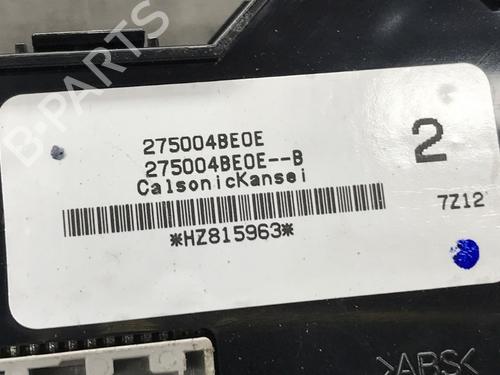 B-PARTS
275004BE0E
275004BE0E--B
CalsonicKansei
*HZ815963*
2
7Z12
>ABS<